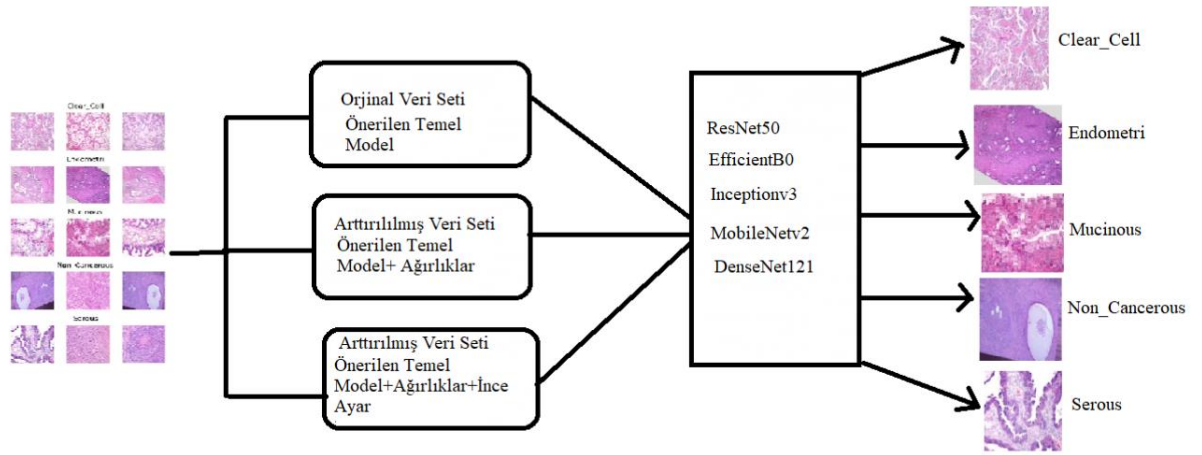 Clear_Cell
Endometri
Mucinous
Non_Cancerous
Serous
Orjinal Veri Seti
Önerilen Temel
Model
Arttırılılmış Veri Seti
Önerilen Temel
Model+ Ağırlıklar
Arttırılmış Veri Seti
Önerilen Temel
Model+Ağırlıklar+İnce
Ayar
ResNet50
EfficientB0
Inceptionv3
MobileNetv2
DenseNet121
Clear_Cell
Endometri
Mucinous
Non_Cancerous
Serous